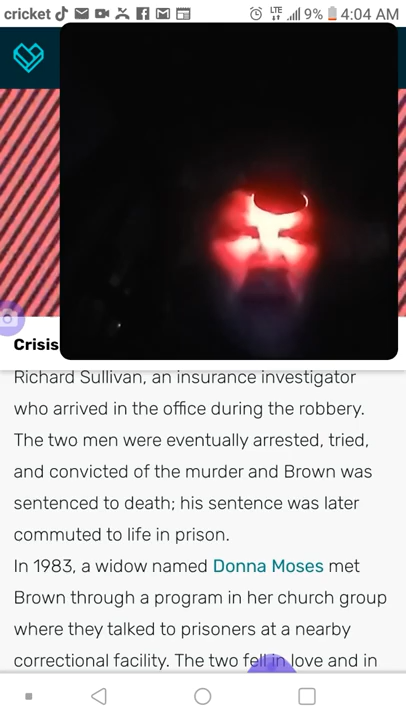 cricket LTE 9% 4:04 AM
Crisis
Richard Sullivan, an insurance investigator
who arrived in the office during the robbery.
The two men were eventually arrested, tried,
and convicted of the murder and Brown was
sentenced to death; his sentence was later
commuted to life in prison.
In 1983, a widow named Donna Moses met
Brown through a program in her church group
where they talked to prisoners at a nearby
correctional facility. The two fell in love and in